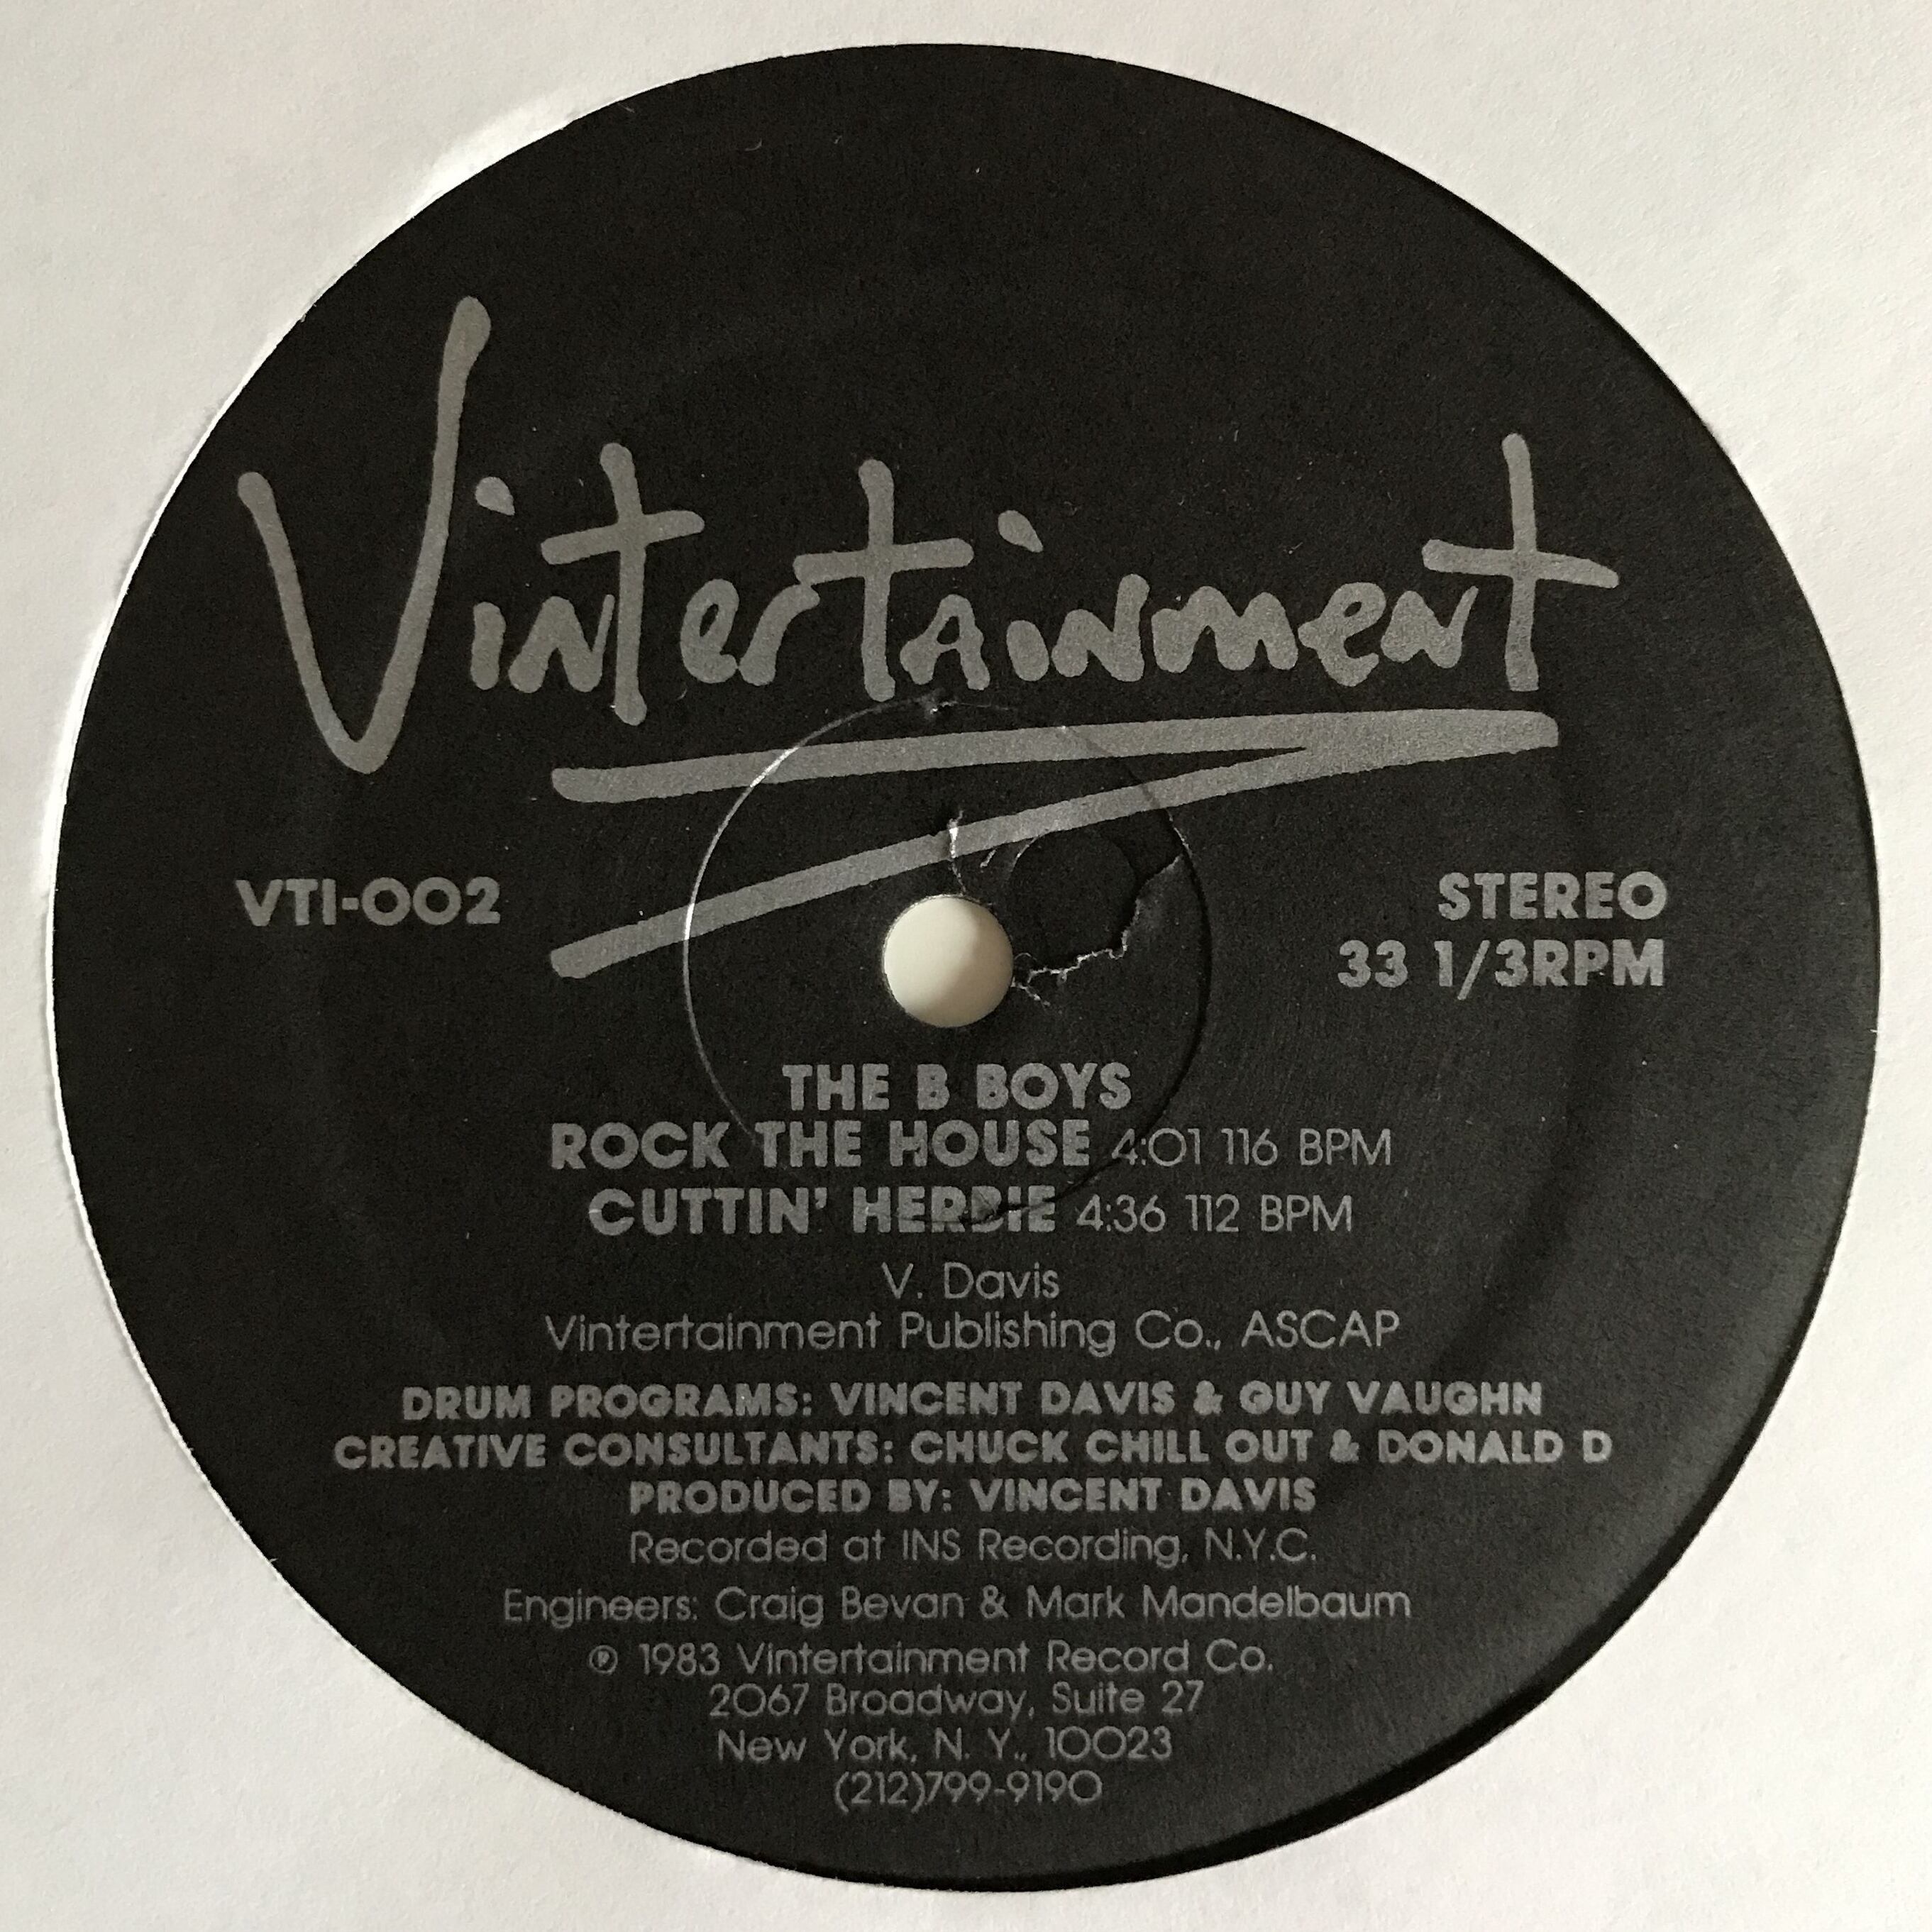 Vintertainment
VTI-002
STEREO
33 1/3RPM
THE B BOYS
ROCK THE HOUSE 4:01 116 BPM
CUTTIN' HERBIE 4:36 112 BPM
V. Davis
Vintertainment Publishing Co., ASCAP
DRUM PROGRAMS: VINCENT DAVIS & GUY VAUGHN
CREATIVE CONSULTANTS: CHUCK CHILL OUT & DONALD D
PRODUCED BY: VINCENT DAVIS
Recorded at INS Recording, N.Y.C.
Engineers: Craig Bevan & Mark Mandelbaum
℗ 1983 Vintertainment Record Co.
2067 Broadway, Suite 27
New York, N. Y., 10023
(212)799-9190